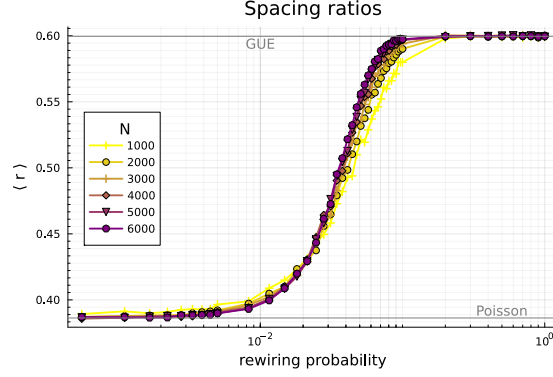 Spacing ratios
0.60
GUE
0.55
N
1000
2000
3000
4000
5000
6000
⟨ r ⟩
0.50
0.45
0.40
Poisson
10⁻²
10⁰
rewiring probability